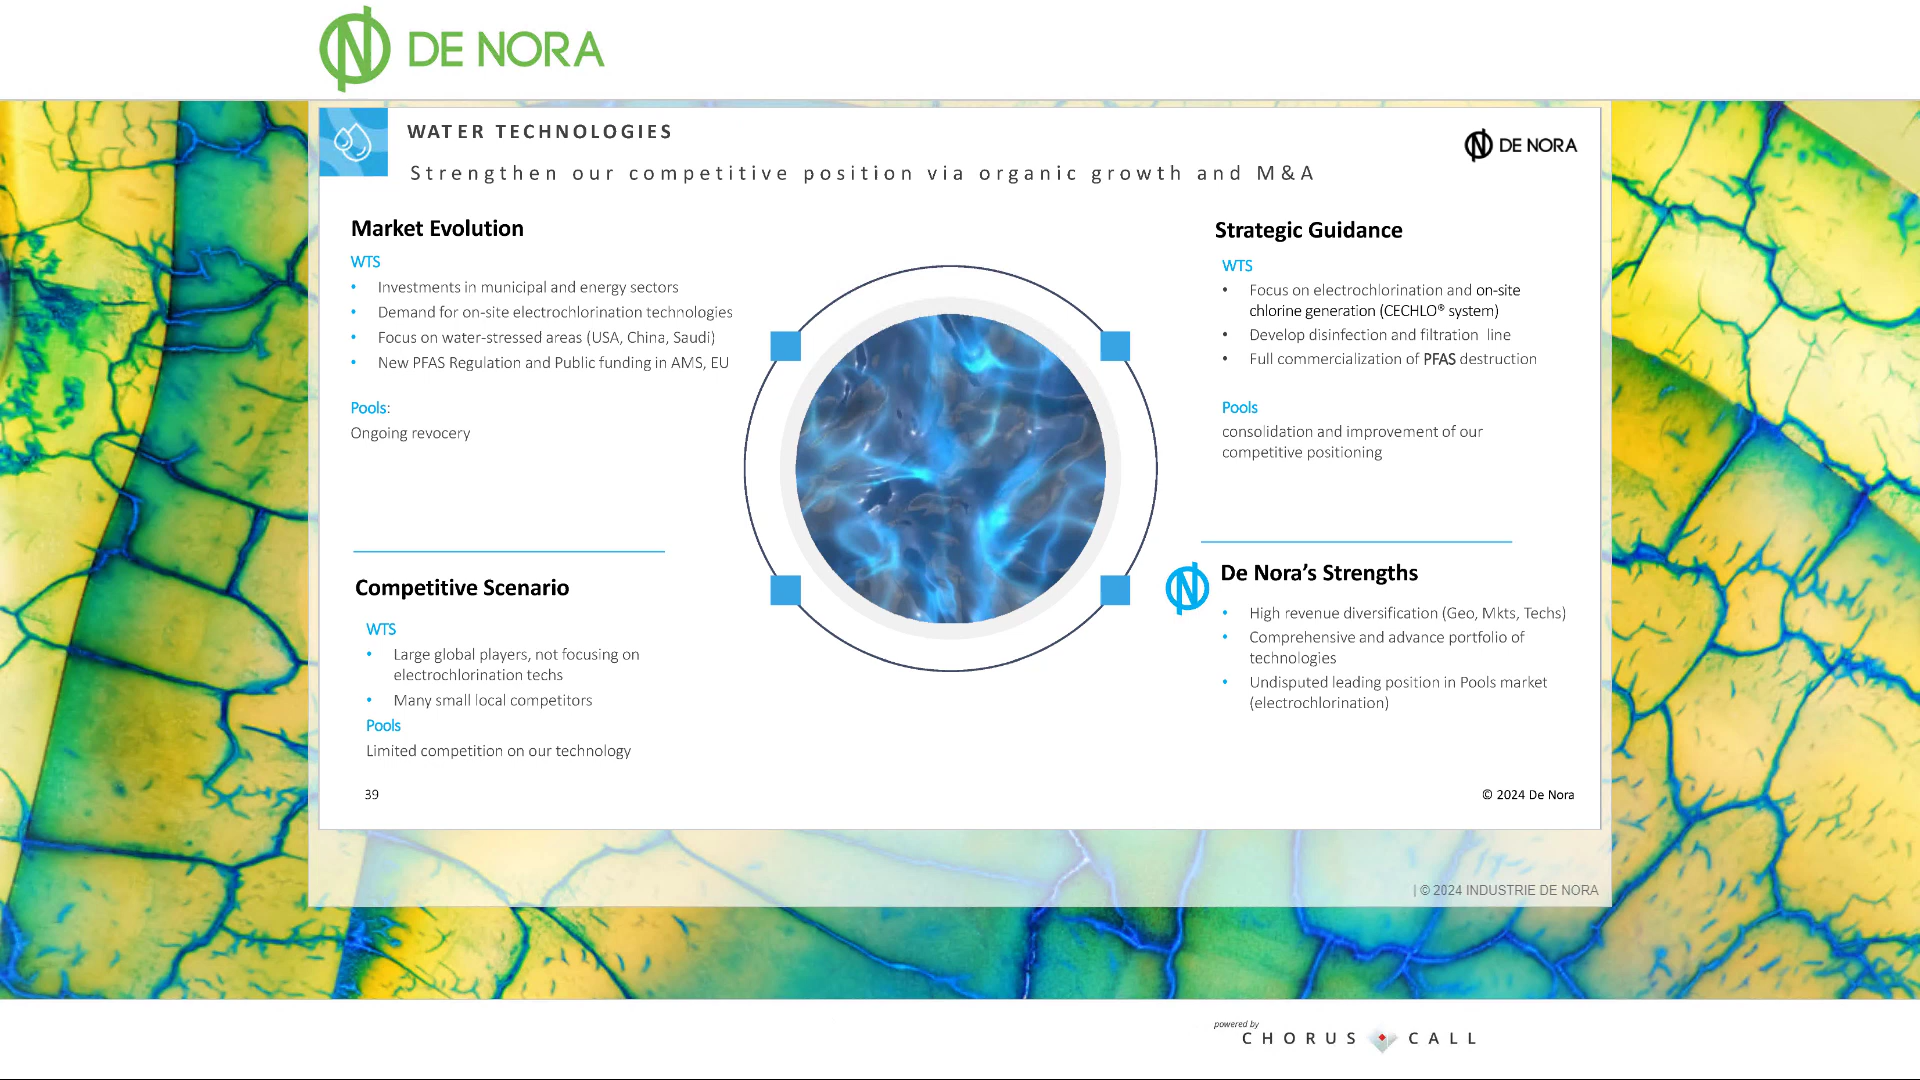 DE NORA
WATER TECHNOLOGIES
Strengthen our competitive position via organic growth and M&A
DE NORA
Market Evolution
WTS
• Investments in municipal and energy sectors
• Demand for on-site electrochlorination technologies
• Focus on water-stressed areas (USA, China, Saudi)
• New PFAS Regulation and Public funding in AMS, EU
Pools:
Ongoing revocery
Strategic Guidance
WTS
• Focus on electrochlorination and on-site
chlorine generation (CECHLO® system)
• Develop disinfection and filtration line
• Full commercialization of PFAS destruction
Pools
consolidation and improvement of our
competitive positioning
Competitive Scenario
WTS
• Large global players, not focusing on
electrochlorination techs
• Many small local competitors
Pools
Limited competition on our technology
De Nora’s Strengths
• High revenue diversification (Geo, Mkts, Techs)
• Comprehensive and advance portfolio of
technologies
• Undisputed leading position in Pools market
(electrochlorination)
39
© 2024 De Nora
| © 2024 INDUSTRIE DE NORA
powered by
CHORUS CALL